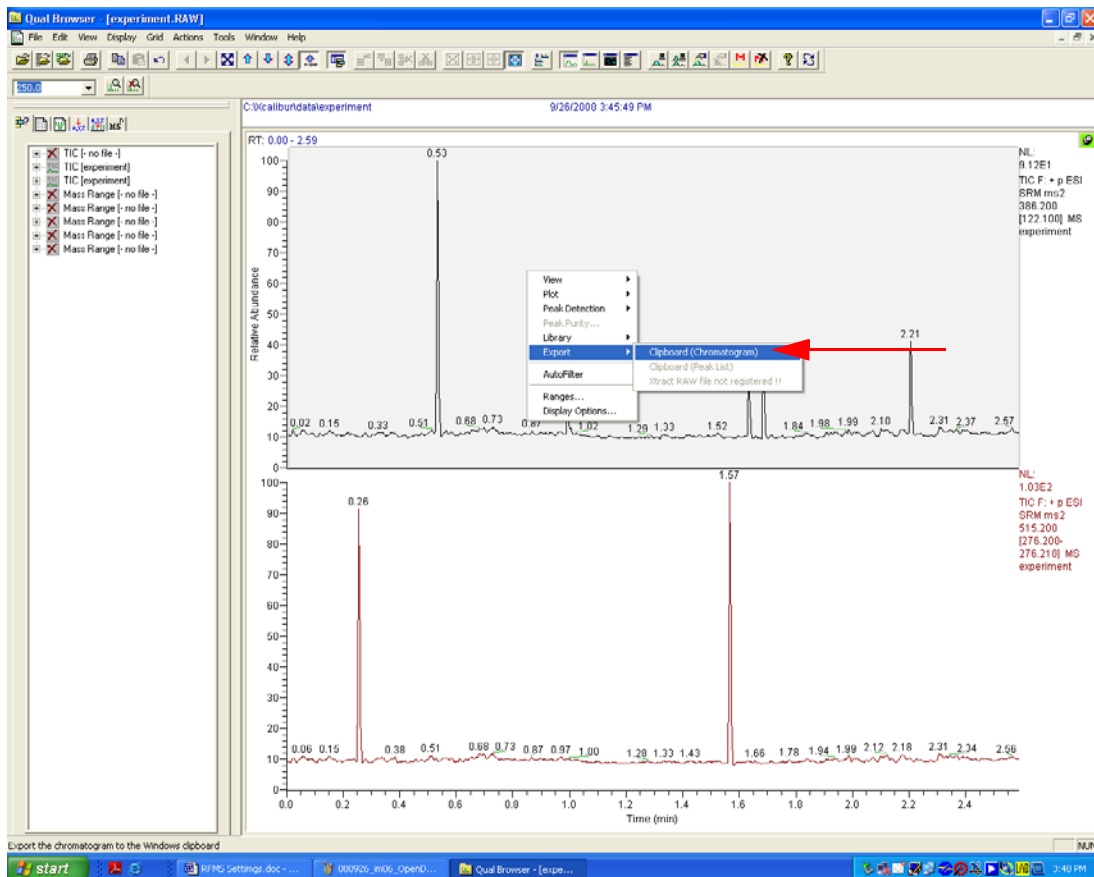 Qual Browser - [experiment.RAW]
File Edit View Display Grid Actions Tools Window Help
250.0
C:\Xcalibur\data\experiment 9/26/2008 3:45:49 PM
TIC [- no file -]
TIC [experiment]
TIC [experiment]
Mass Range [- no file -]
Mass Range [- no file -]
Mass Range [- no file -]
Mass Range [- no file -]
Mass Range [- no file -]
RT: 0.00 - 2.59
NL:
9.12E1
TIC F: + p ESI
SRM ms2
386.200
[122.100] MS
experiment
100
90
80
70
60
50
40
30
20
10
0
Relative Abundance
0.53
2.21
0.02 0.15 0.33 0.51 0.68 0.73 0.87 1.02 1.29 1.33 1.52 1.84 1.98 1.99 2.10 2.31 2.37 2.57
View
Plot
Peak Detection
Peak Purity...
Library
Export
AutoFilter
Ranges...
Display Options...
Clipboard (Chromatogram)
Clipboard (Peak List)
Xtract RAW file not registered !!
NL:
1.03E2
TIC F: + p ESI
SRM ms2
515.200
[276.200-
276.210] MS
experiment
100
90
80
70
60
50
40
30
20
10
0
1.57
0.26
0.06 0.15 0.38 0.51 0.68 0.73 0.87 0.97 1.00 1.28 1.33 1.43 1.66 1.78 1.94 1.99 2.12 2.18 2.31 2.34 2.56
0.0 0.2 0.4 0.6 0.8 1.0 1.2 1.4 1.6 1.8 2.0 2.2 2.4
Time (min)
Export the chromatogram to the Windows clipboard
NUM
start
RFMS Settings.doc - ...
080926_m06_OpenD...
Qual Browser - [expe...
3:48 PM